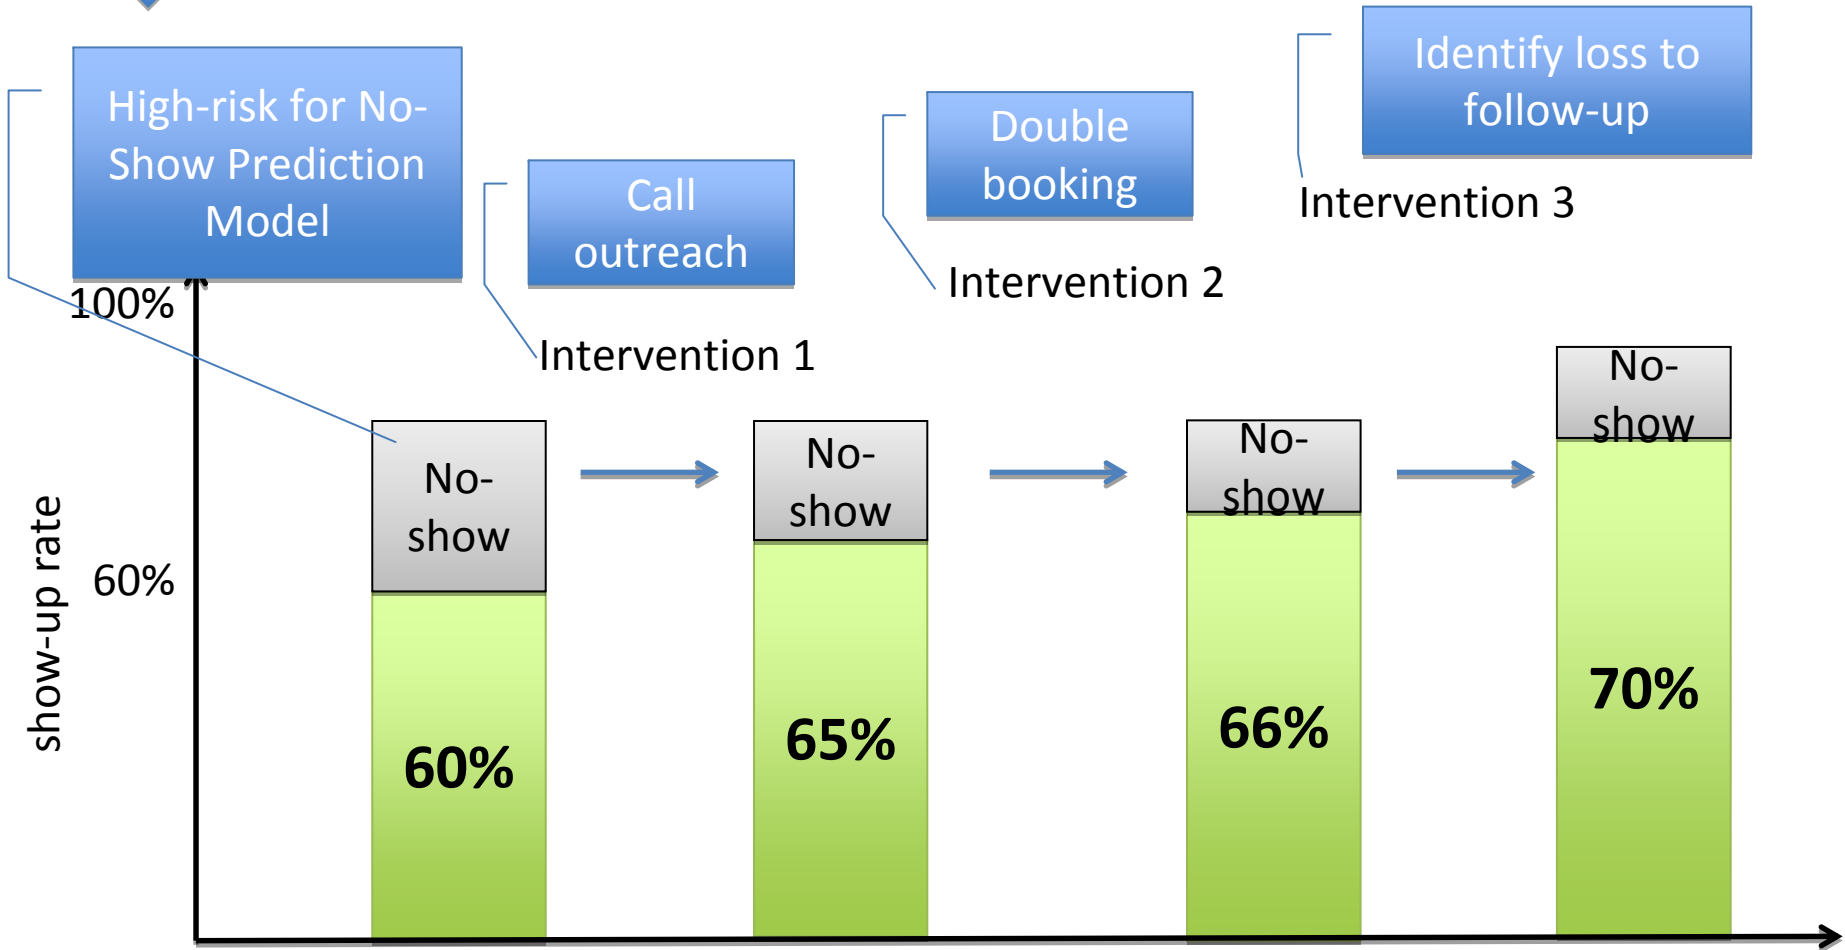 High-risk for No-
Show Prediction
Model
Call
outreach
Double
booking
Identify loss to
follow-up
Intervention 1
Intervention 2
Intervention 3
100%
60%
show-up rate
No-
show
60%
No-
show
65%
No-
show
66%
No-
show
70%